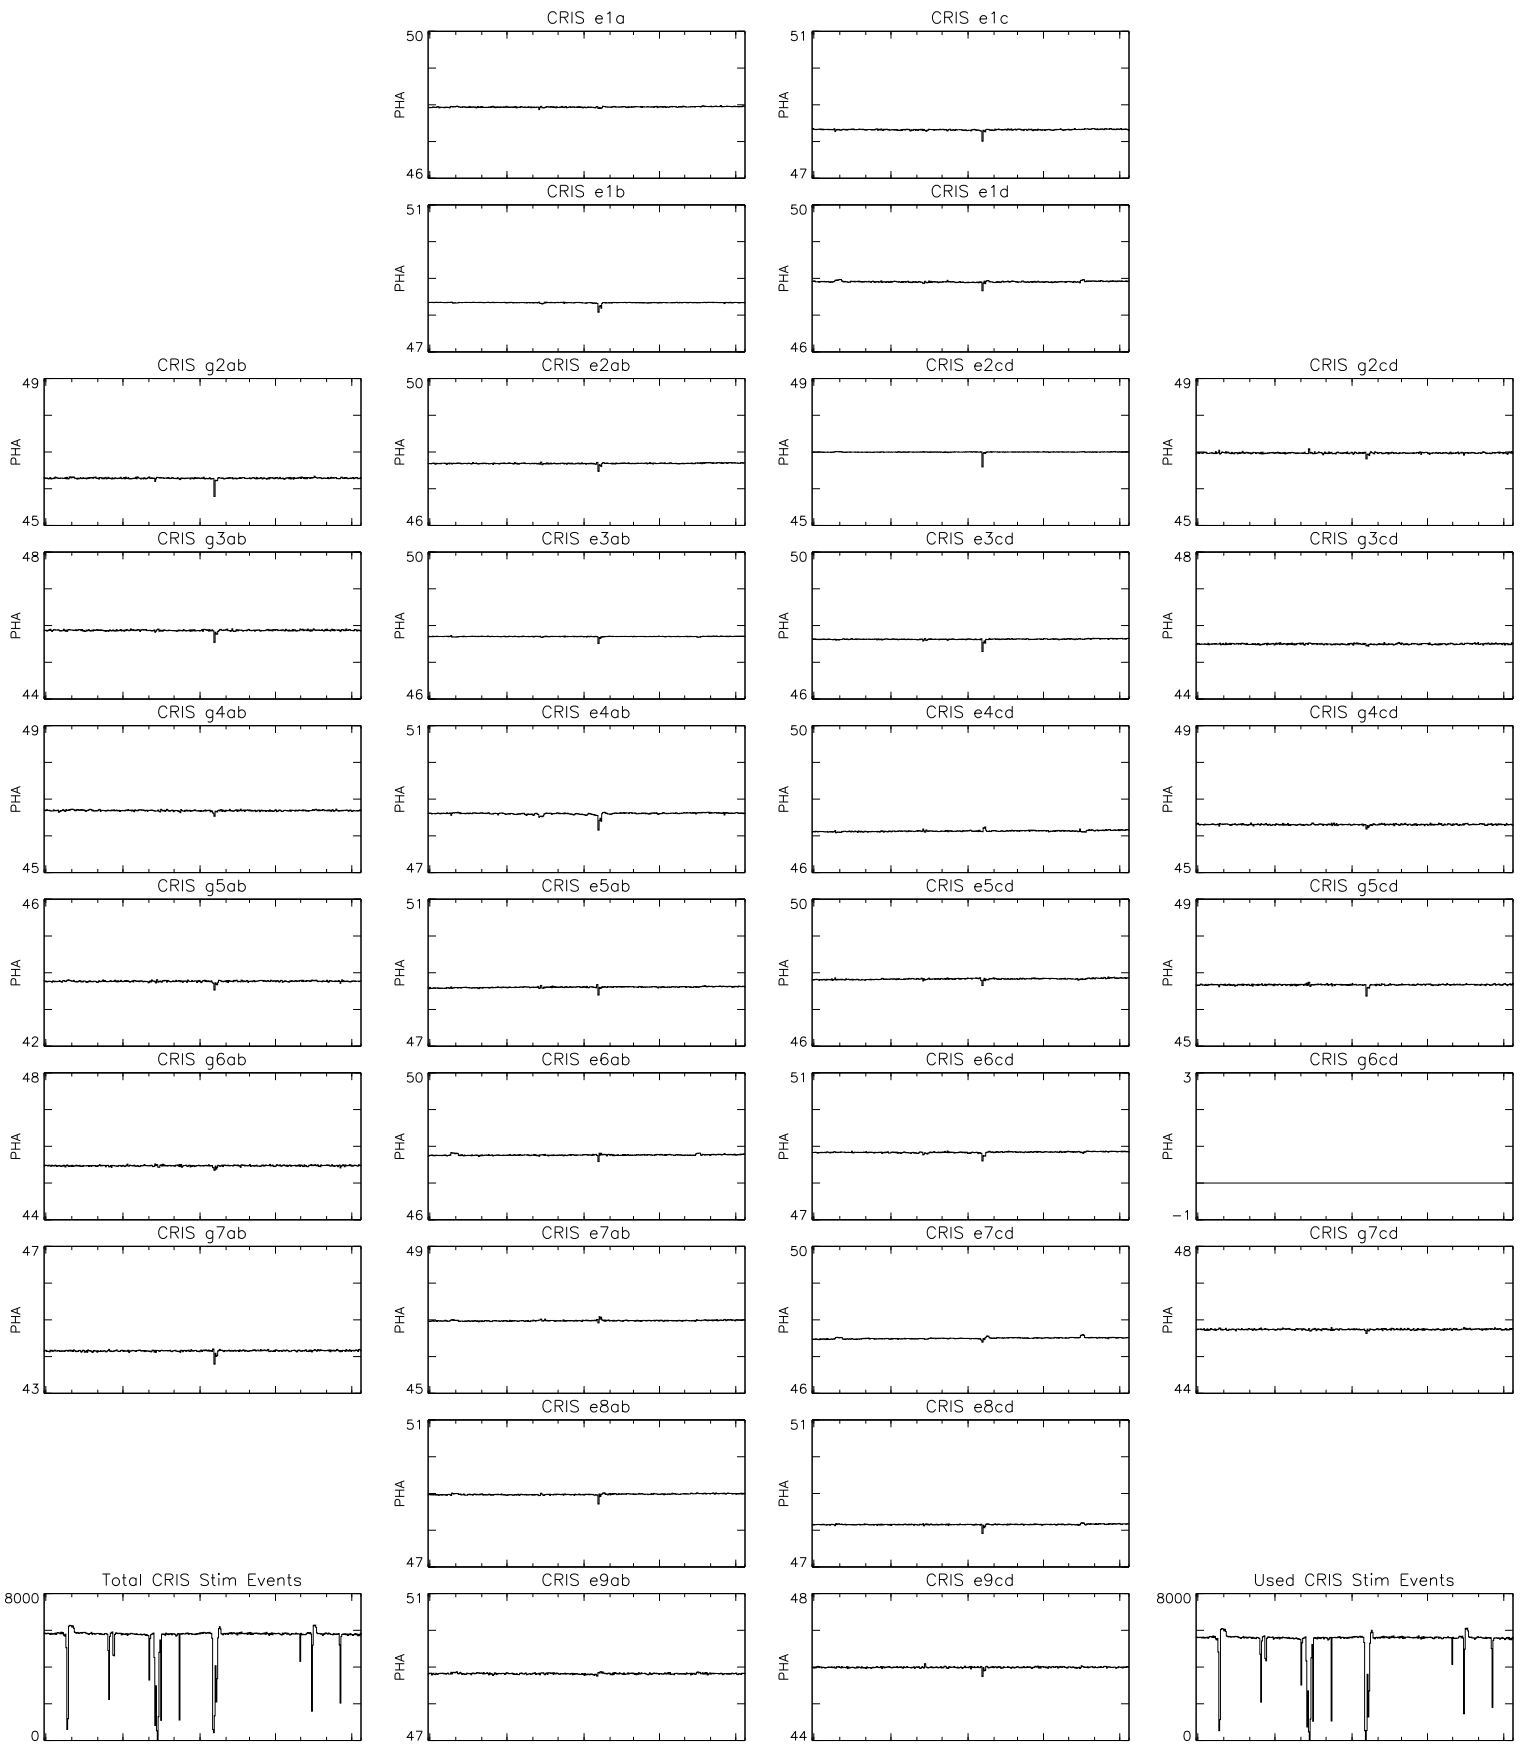 CRIS e1a
50
PHA
46
CRIS e1c
51
PHA
47
CRIS e1b
51
PHA
47
CRIS e1d
50
PHA
46
CRIS g2ab
49
PHA
45
CRIS e2ab
50
PHA
46
CRIS e2cd
49
PHA
45
CRIS g2cd
49
PHA
45
CRIS g3ab
48
PHA
44
CRIS e3ab
50
PHA
46
CRIS e3cd
50
PHA
46
CRIS g3cd
48
PHA
44
CRIS g4ab
49
PHA
45
CRIS e4ab
51
PHA
47
CRIS e4cd
50
PHA
46
CRIS g4cd
49
PHA
45
CRIS g5ab
46
PHA
42
CRIS e5ab
51
PHA
47
CRIS e5cd
50
PHA
46
CRIS g5cd
49
PHA
45
CRIS g6ab
48
PHA
44
CRIS e6ab
50
PHA
46
CRIS e6cd
51
PHA
47
CRIS g6cd
3
PHA
-1
CRIS g7ab
47
PHA
43
CRIS e7ab
49
PHA
45
CRIS e7cd
50
PHA
46
CRIS g7cd
48
PHA
44
CRIS e8ab
51
PHA
47
CRIS e8cd
51
PHA
47
Total CRIS Stim Events
8000
0
CRIS e9ab
51
PHA
47
CRIS e9cd
48
PHA
44
Used CRIS Stim Events
8000
0